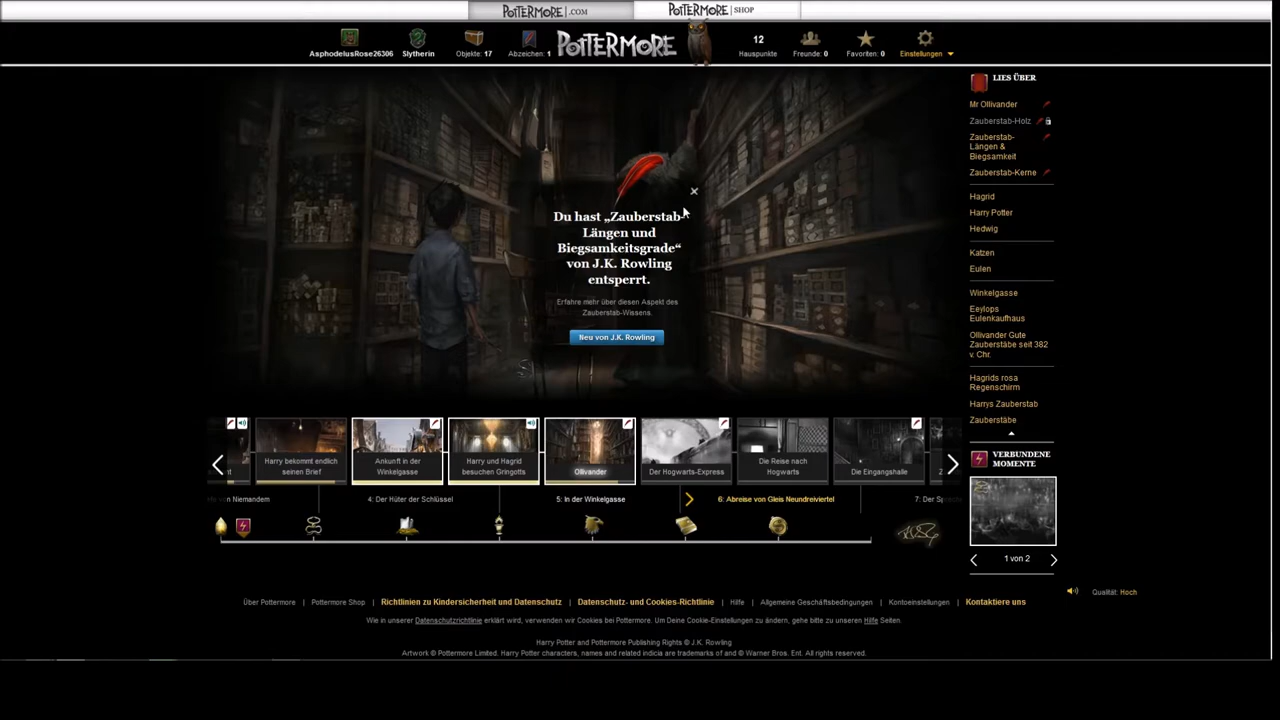 POTTERMORE .COM
POTTERMORE SHOP
AsphodelusRose26306
Slytherin
Objekte: 17
Abzeichen: 1
POTTERMORE
12
Hauspunkte
Freunde: 0
Favoriten: 0
Einstellungen
LIES ÜBER
Mr Ollivander
Zauberstab-Holz
Zauberstab-
Längen &
Biegsamkeit
Zauberstab-Kerne
Hagrid
Harry Potter
Hedwig
Katzen
Eulen
Winkelgasse
Eeylops
Eulenkaufhaus
Ollivander Gute
Zauberstäbe seit 382
v. Chr.
Hagrids rosa
Regenschirm
Harrys Zauberstab
Zauberstäbe
VERBUNDENE
MOMENTE
1 von 2
Du hast „Zauberstab-
Längen und
Biegsamkeitsgrade“
von J.K. Rowling
entsperrt.
Erfahre mehr über diesen Aspekt des
Zauberstab-Wissens.
Neu von J.K. Rowling
Harry bekommt endlich
seinen Brief
Ankunft in der
Winkelgasse
Harry und Hagrid
besuchen Gringotts
Ollivander
Der Hogwarts-Express
Die Reise nach
Hogwarts
Die Eingangshalle
von Niemandem
4: Der Hüter der Schlüssel
5: In der Winkelgasse
6: Abreise von Gleis Neundreiviertel
7: Der
Qualität: Hoch
Über Pottermore | Pottermore Shop | Richtlinien zu Kindersicherheit und Datenschutz | Datenschutz- und Cookies-Richtlinie | Hilfe | Allgemeine Geschäftsbedingungen | Kontoeinstellungen | Kontaktiere uns
Wie in unserer Datenschutzrichtlinie erklärt wird, verwenden wir Cookies bei Pottermore. Um Deine Cookie-Einstellungen zu ändern, gehe bitte zu unseren Hilfe Seiten.
Harry Potter and Pottermore Publishing Rights © J.K. Rowling
Artwork © Pottermore Limited. Harry Potter characters, names and related indicia are trademarks of and © Warner Bros. Ent. All rights reserved.